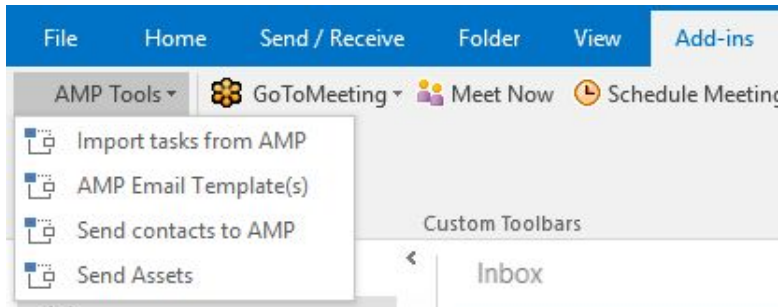 File Home Send / Receive Folder View Add-ins
AMP Tools GoToMeeting Meet Now Schedule Meeting
Import tasks from AMP
AMP Email Template(s)
Send contacts to AMP
Custom Toolbars
Send Assets
Inbox